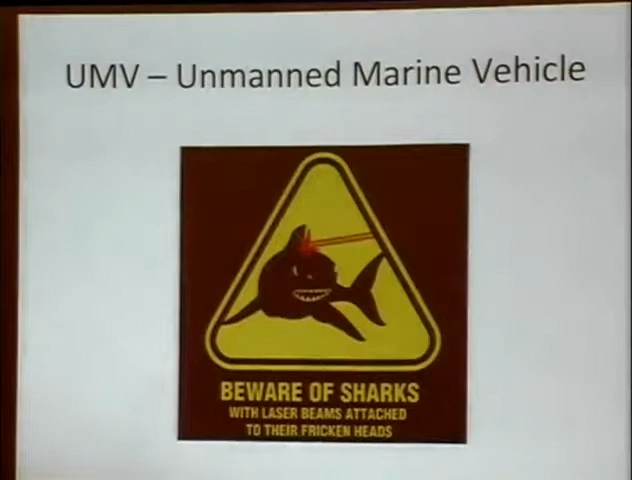 UMV – Unmanned Marine Vehicle
BEWARE OF SHARKS
WITH LASER BEAMS ATTACHED
TO THEIR FRICKEN HEADS